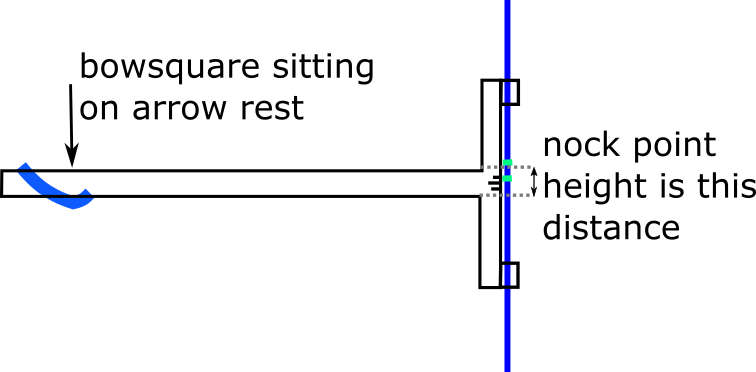 bowsquare sitting
on arrow rest
nock point
height is this
distance